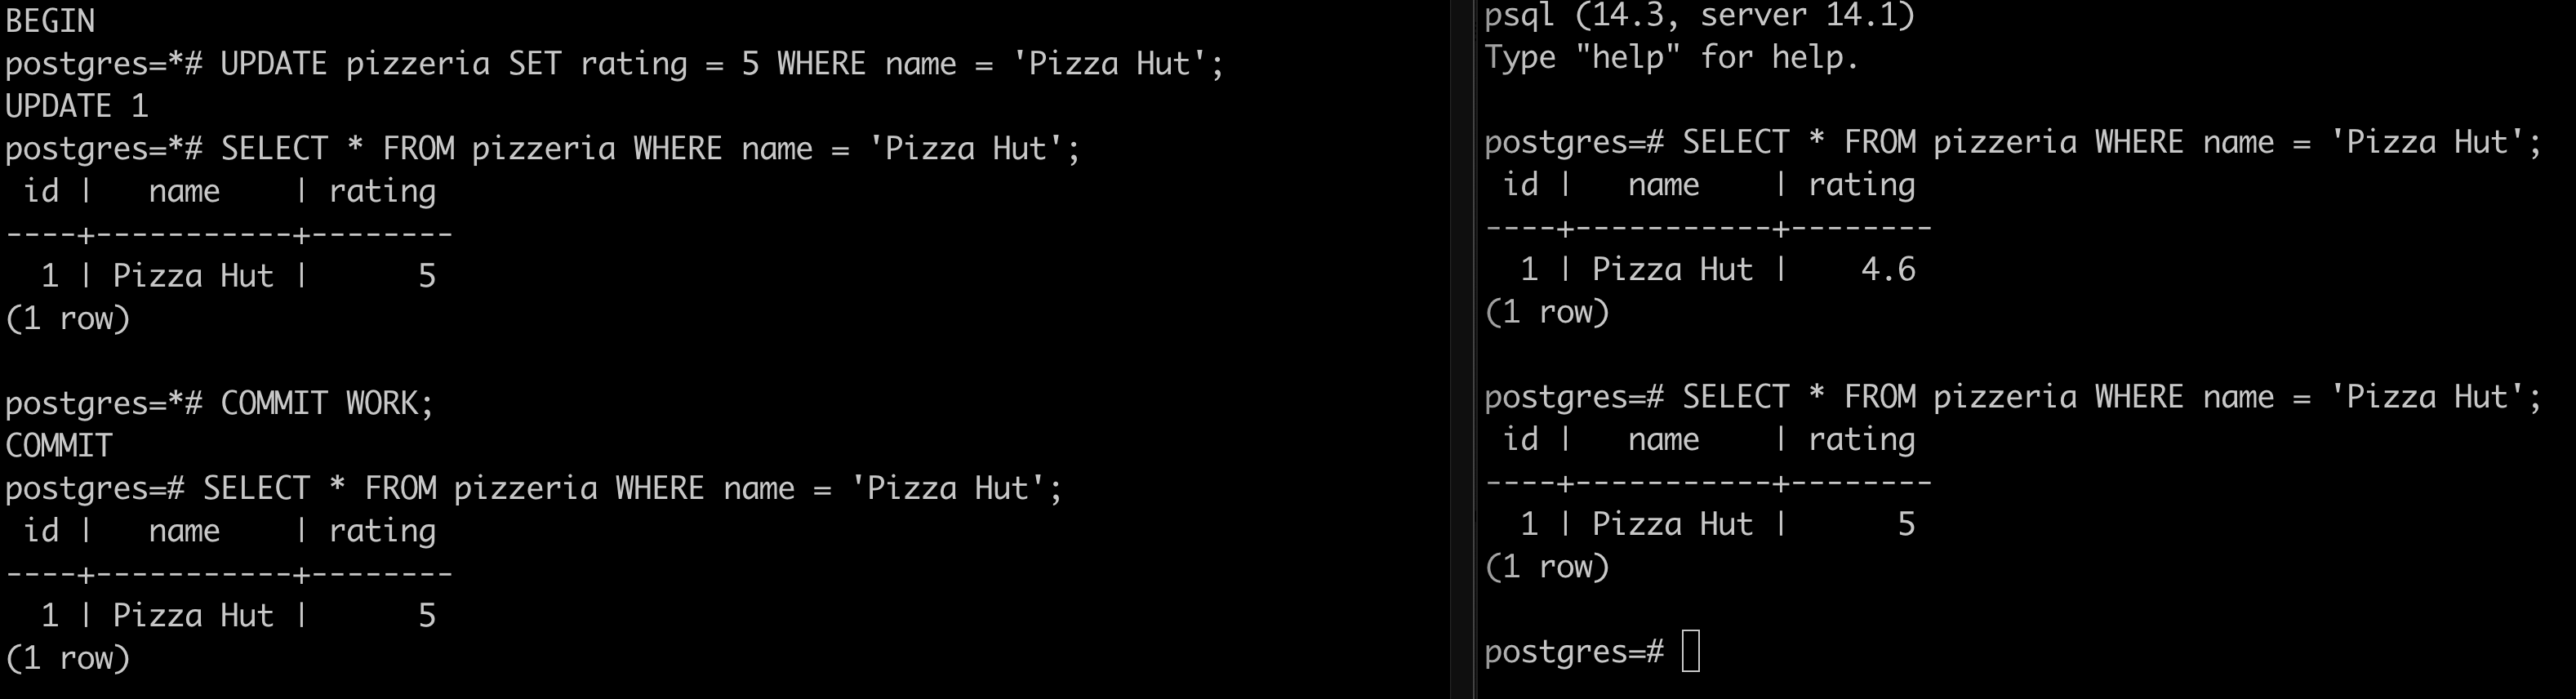 BEGIN
postgres=*# UPDATE pizzeria SET rating = 5 WHERE name = 'Pizza Hut';
UPDATE 1
postgres=*# SELECT * FROM pizzeria WHERE name = 'Pizza Hut';
 id |   name    | rating
----+-----------+--------
  1 | Pizza Hut |      5
(1 row)

postgres=*# COMMIT WORK;
COMMIT
postgres=# SELECT * FROM pizzeria WHERE name = 'Pizza Hut';
 id |   name    | rating
----+-----------+--------
  1 | Pizza Hut |      5
(1 row)

psql (14.3, server 14.1)
Type "help" for help.

postgres=# SELECT * FROM pizzeria WHERE name = 'Pizza Hut';
 id |   name    | rating
----+-----------+--------
  1 | Pizza Hut |    4.6
(1 row)

postgres=# SELECT * FROM pizzeria WHERE name = 'Pizza Hut';
 id |   name    | rating
----+-----------+--------
  1 | Pizza Hut |      5
(1 row)

postgres=#